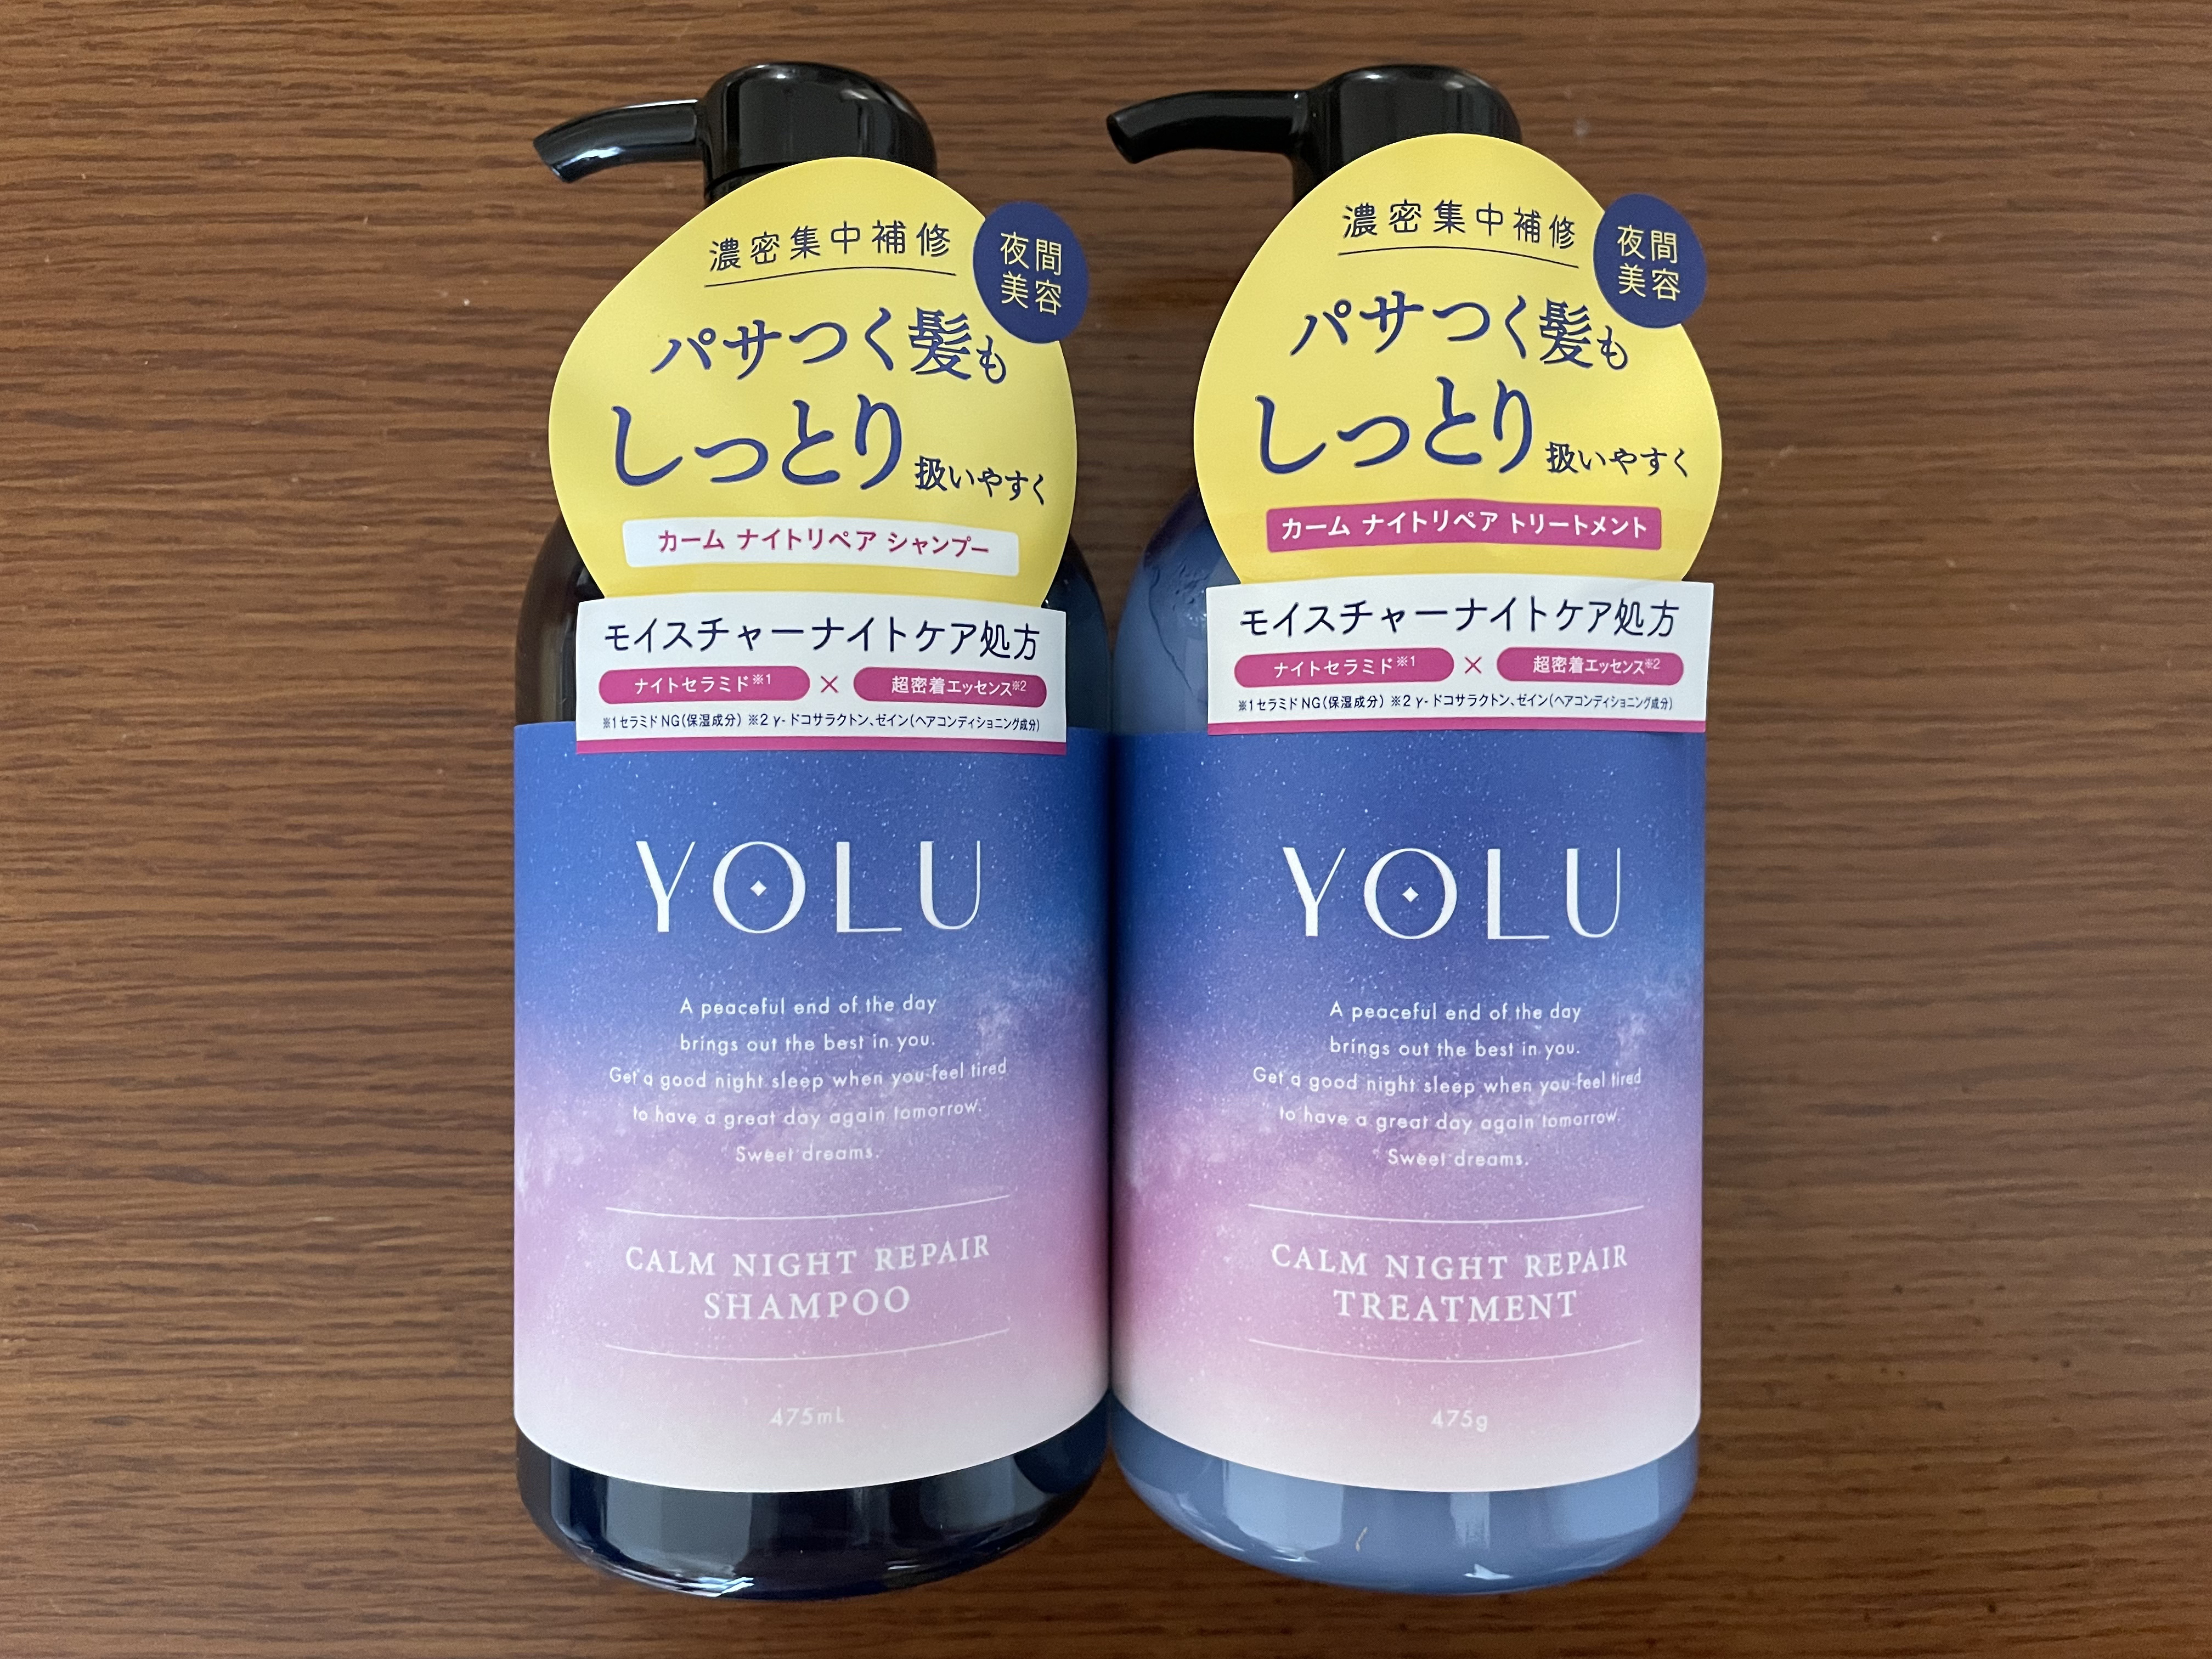 濃密集中補修
夜間
美容
パサつく髪も
しっとり扱いやすく
カーム ナイトリペア シャンプー
モイスチャーナイトケア処方
ナイトセラミド※1 × 超密着エッセンス※2
※1 セラミドNG(保湿成分) ※2 γ-ドコサラクトン、ゼイン(ヘアコンディショニング成分)
YOLU
A peaceful end of the day
brings out the best in you.
Get a good night sleep when you feel tired
to have a great day again tomorrow.
Sweet dreams.
CALM NIGHT REPAIR
SHAMPOO
475mL
濃密集中補修
夜間
美容
パサつく髪も
しっとり扱いやすく
カーム ナイトリペア トリートメント
モイスチャーナイトケア処方
ナイトセラミド※1 × 超密着エッセンス※2
※1 セラミドNG(保湿成分) ※2 γ-ドコサラクトン、ゼイン(ヘアコンディショニング成分)
YOLU
A peaceful end of the day
brings out the best in you.
Get a good night sleep when you feel tired
to have a great day again tomorrow.
Sweet dreams.
CALM NIGHT REPAIR
TREATMENT
475g